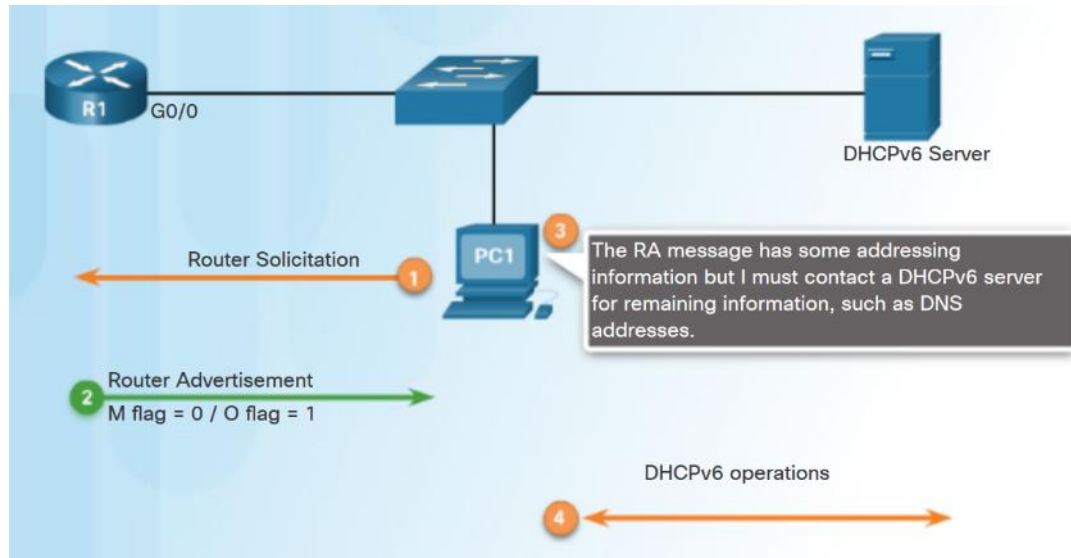 R1
G0/0
DHCPv6 Server
3
PC1
The RA message has some addressing
information but I must contact a DHCPv6 server
for remaining information, such as DNS
addresses.
Router Solicitation
1
2
Router Advertisement
M flag = 0 / O flag = 1
DHCPv6 operations
4